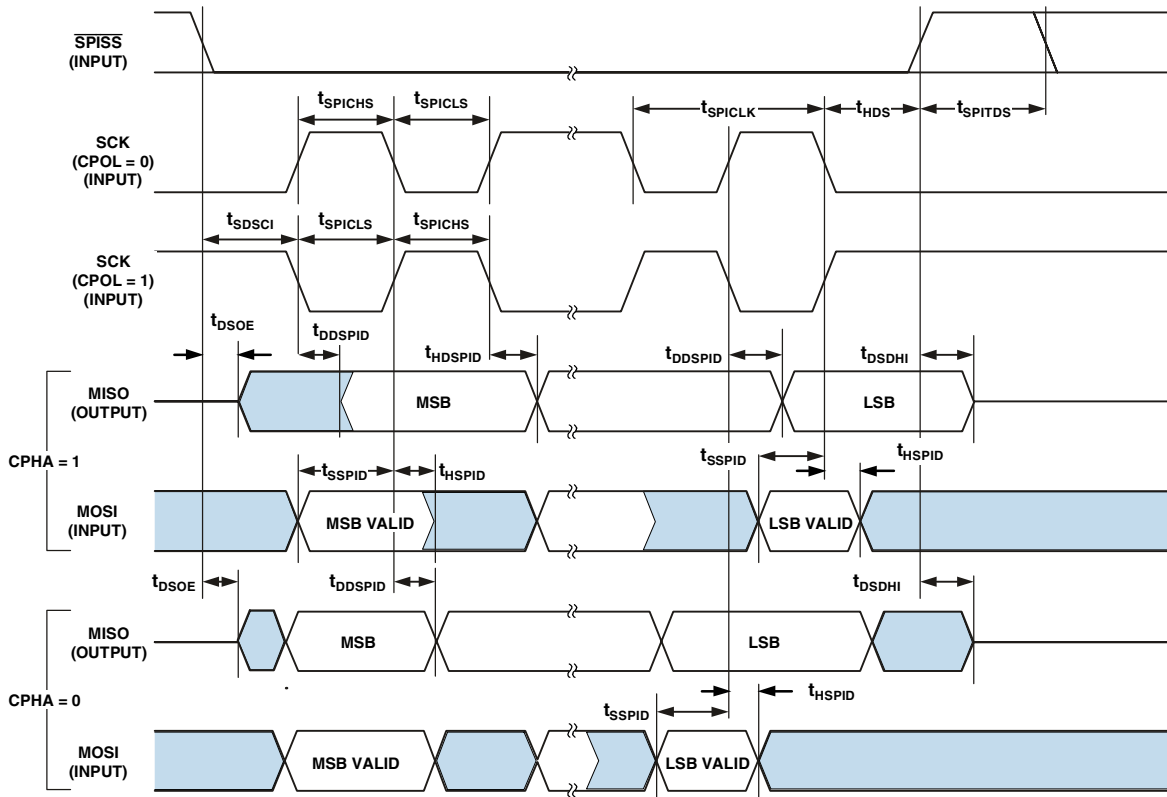 SPISS
(INPUT)
tSPICHS
tSPICLS
tSPICLK
tHDS
tSPITDS
SCK
(CPOL = 0)
(INPUT)
tSDSCI
tSPICLS
tSPICHS
SCK
(CPOL = 1)
(INPUT)
tDSOE
tDDSPID
tHDSPID
tDDSPID
tDSDHI
MISO
(OUTPUT)
MSB
LSB
CPHA = 1
tSSPID
tHSPID
tSSPID
tHSPID
MOSI
(INPUT)
MSB VALID
LSB VALID
tDSOE
tDDSPID
tDSDHI
MISO
(OUTPUT)
MSB
LSB
CPHA = 0
tSSPID
tHSPID
MOSI
(INPUT)
MSB VALID
LSB VALID